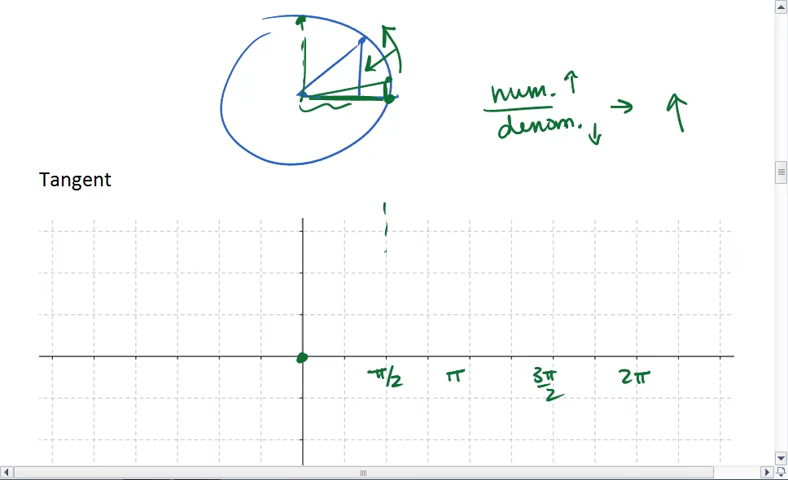 num. ↑
denom. ↓ → ↑
Tangent
π/2 π 3π/2 2π